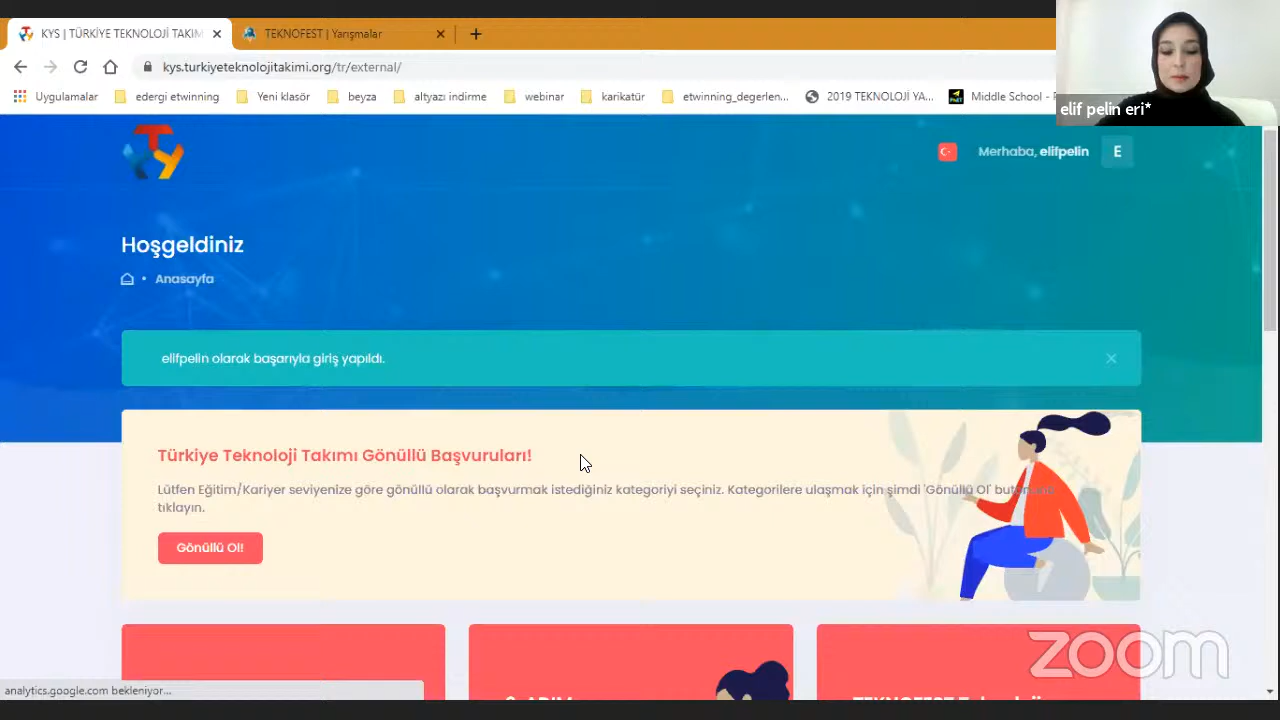 KYS | TÜRKİYE TEKNOLOJİ TAKIM
TEKNOFEST | Yarışmalar
kys.turkiyeteknolojitakimi.org/tr/external/
Uygulamalar
edergi etwinning
Yeni klasör
beyza
altyazı indirme
webinar
karikatür
etwinning_degerlen...
2019 TEKNOLOJİ YA...
Middle School -
elif pelin eri*
Merhaba, elifpelin
E
Hoşgeldiniz
Anasayfa
elifpelin olarak başarıyla giriş yapıldı.
Türkiye Teknoloji Takımı Gönüllü Başvuruları!
Lütfen Eğitim/Kariyer seviyenize göre gönüllü olarak başvurmak istediğiniz kategoriyi seçiniz. Kategorilere ulaşmak için şimdi 'Gönüllü Ol' butonuna
tıklayın.
Gönüllü Ol!
zoom
analytics.google.com bekleniyor...